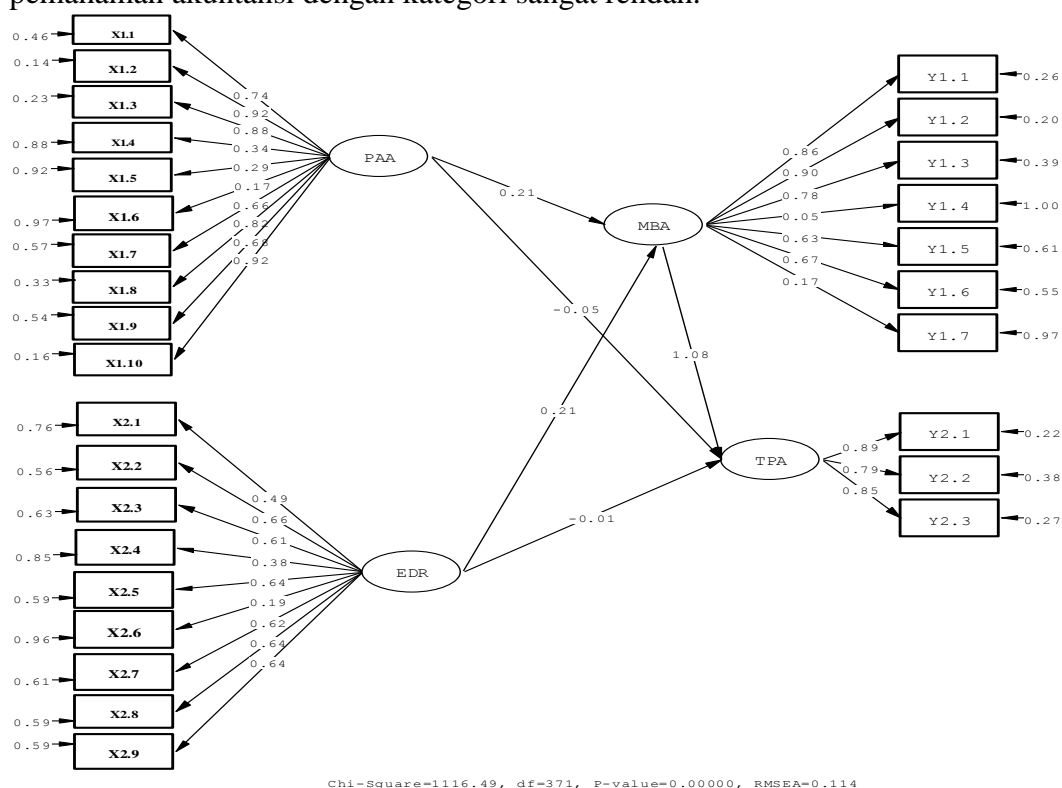 pemahaman akuntansi dengan kategori sangat rendah.
0.46 X1.1
0.14 X1.2
0.23 X1.3
0.88 X1.4
0.92 X1.5
0.97 X1.6
0.57 X1.7
0.33 X1.8
0.54 X1.9
0.16 X1.10
0.74
0.92
0.88
0.34
0.29
0.17
0.66
0.82
0.68
0.92
PAA
0.21
-0.05
MBA
0.86
0.90
0.78
0.05
0.63
0.67
0.17
Y1.1 0.26
Y1.2 0.20
Y1.3 0.39
Y1.4 1.00
Y1.5 0.61
Y1.6 0.55
Y1.7 0.97
1.08
0.21
0.76 X2.1
0.56 X2.2
0.63 X2.3
0.85 X2.4
0.59 X2.5
0.96 X2.6
0.61 X2.7
0.59 X2.8
0.59 X2.9
0.49
0.66
0.61
0.38
0.64
0.19
0.62
0.64
0.64
EDR
-0.01
TPA
0.89
0.79
0.85
Y2.1 0.22
Y2.2 0.38
Y2.3 0.27
Chi-Square=1116.49, df=371, P-value=0.00000, RMSEA=0.114